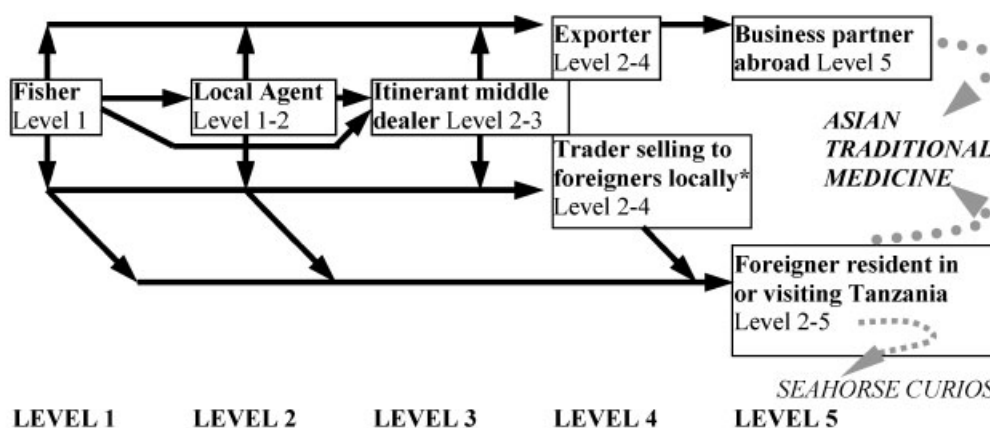 Exporter
Level 2-4
Business partner
abroad Level 5
Fisher
Level 1
Local Agent
Level 1-2
Itinerant middle
dealer Level 2-3
ASIAN
TRADITIONAL
MEDICINE
Trader selling to
foreigners locally*
Level 2-4
Foreigner resident in
or visiting Tanzania
Level 2-5
SEAHORSE CURIOS
LEVEL 1
LEVEL 2
LEVEL 3
LEVEL 4
LEVEL 5